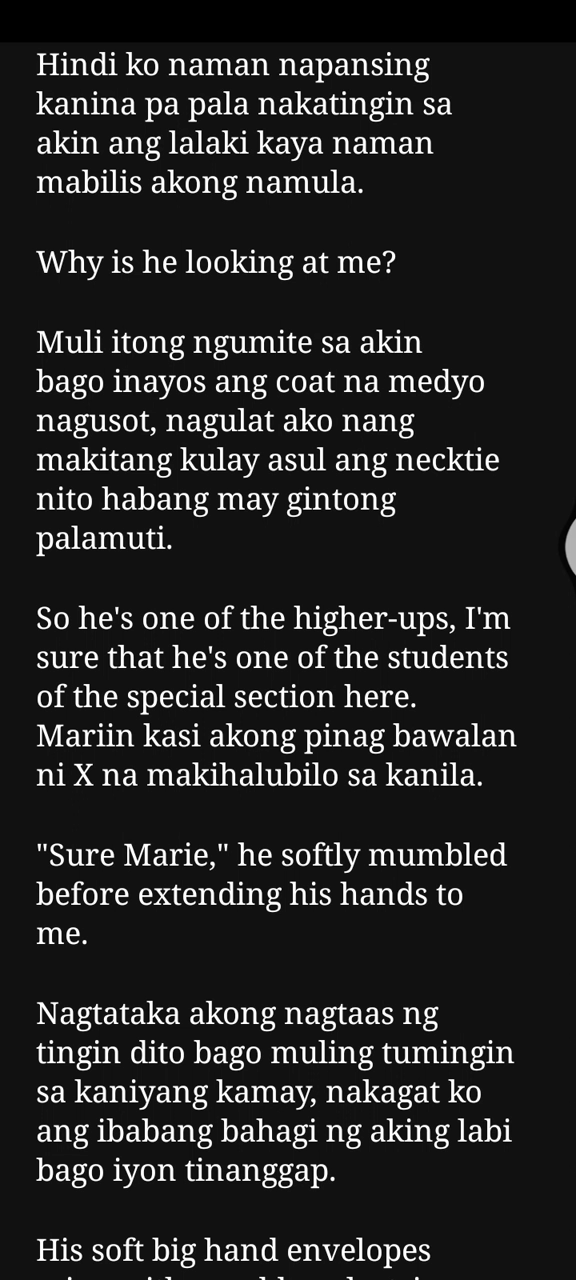 Hindi ko naman napansing
kanina pa pala nakatingin sa
akin ang lalaki kaya naman
mabilis akong namula.
Why is he looking at me?
Muli itong ngumite sa akin
bago inayos ang coat na medyo
nagusot, nagulat ako nang
makitang kulay asul ang necktie
nito habang may gintong
palamuti.
So he's one of the higher-ups, I'm
sure that he's one of the students
of the special section here.
Mariin kasi akong pinag bawalan
ni X na makihalubilo sa kanila.
"Sure Marie," he softly mumbled
before extending his hands to
me.
Nagtataka akong nagtaas ng
tingin dito bago muling tumingin
sa kaniyang kamay, nakagat ko
ang ibabang bahagi ng aking labi
bago iyon tinanggap.
His soft big hand envelopes